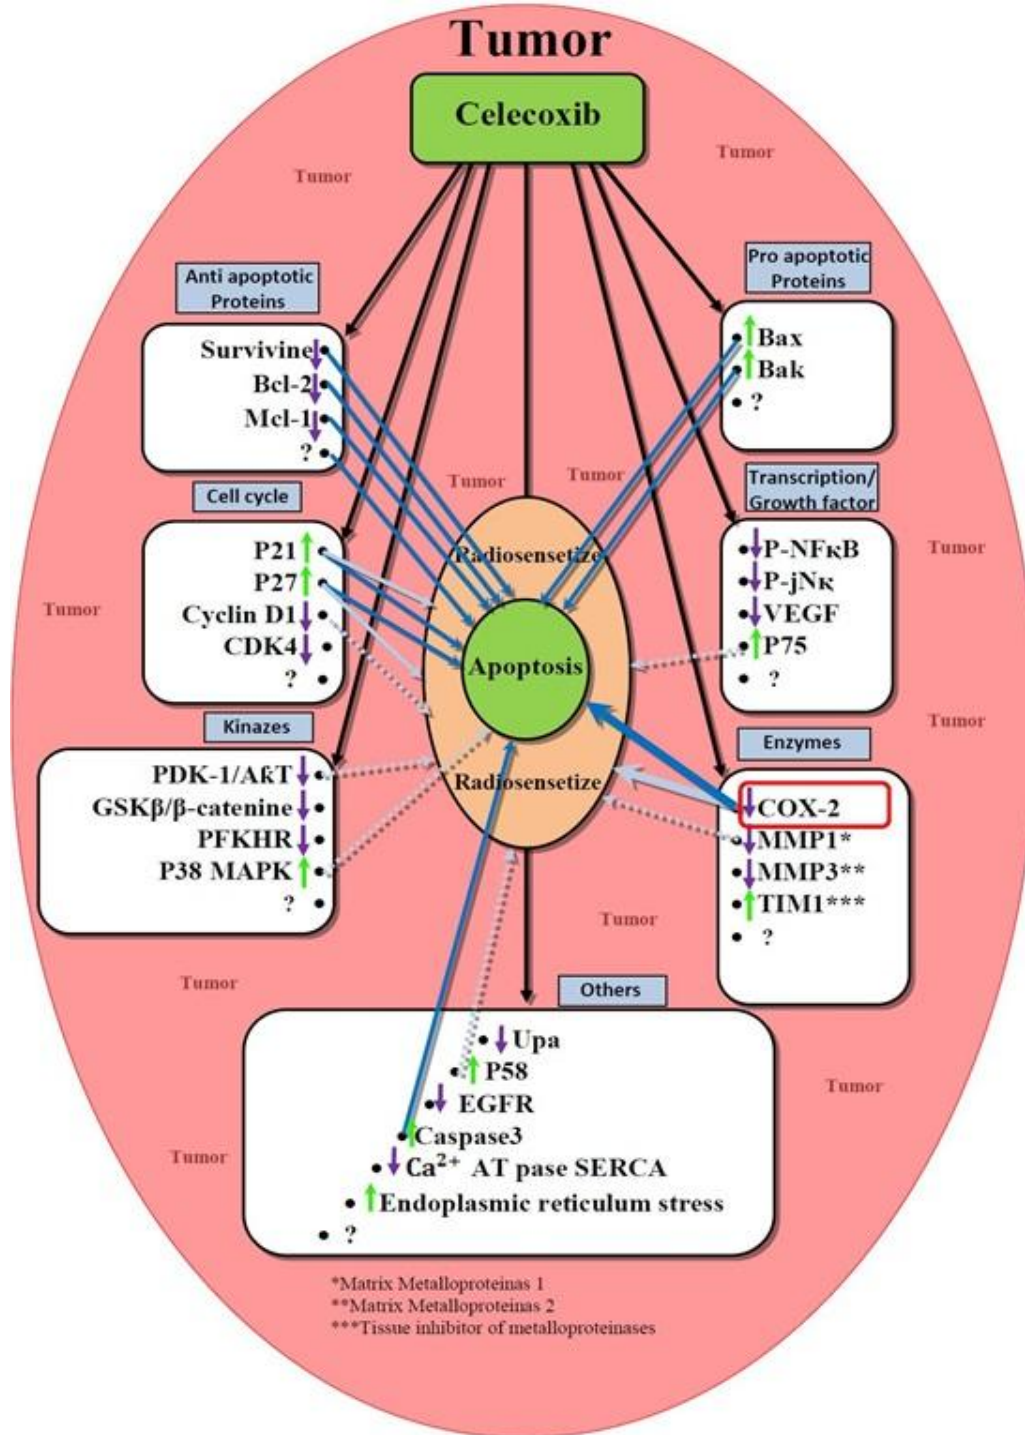 Tumor
Celecoxib
Tumor
Tumor
Anti apoptotic
Proteins
Survivine
Bcl-2
Mcl-1
?
Pro apoptotic
Proteins
Bax
Bak
?
Tumor
Tumor
Cell cycle
P21
P27
Cyclin D1
CDK4
?
Transcription/
Growth factor
P-NFκB
P-jNκ
VEGF
P75
?
Tumor
Tumor
Radiosensetize
Apoptosis
Radiosensetize
Tumor
Kinazes
PDK-1/AKT
GSKβ/β-catenine
PFKHR
P38 MAPK
?
Enzymes
COX-2
MMP1*
MMP3**
TIM1***
?
Tumor
Tumor
Others
Upa
P58
EGFR
Caspase3
Ca²⁺ AT pase SERCA
Endoplasmic reticulum stress
?
Tumor
Tumor
*Matrix Metalloproteinas 1
**Matrix Metalloproteinas 2
***Tissue inhibitor of metalloproteinases